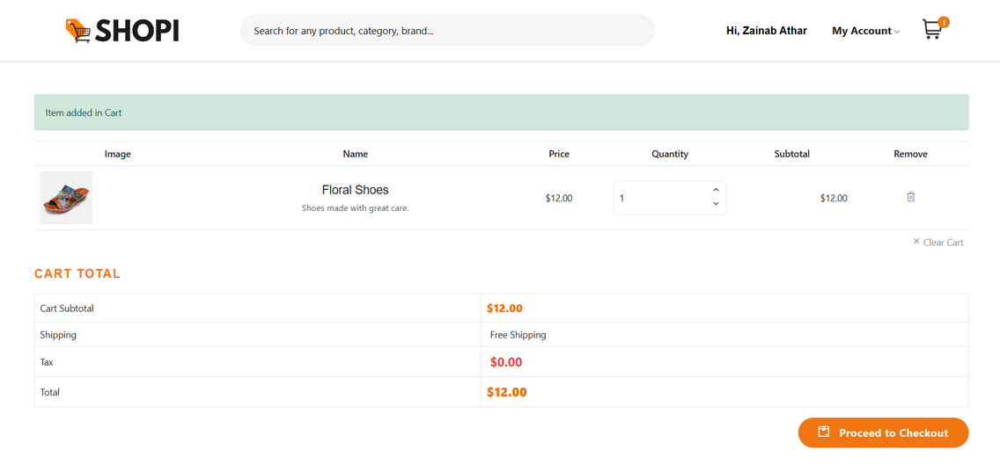 SHOPI
Search for any product, category, brand...
Hi, Zainab Athar
My Account
1
Item added in Cart
Image Name Price Quantity Subtotal Remove
Floral Shoes
Shoes made with great care.
$12.00 1 $12.00
× Clear Cart
CART TOTAL
Cart Subtotal $12.00
Shipping Free Shipping
Tax $0.00
Total $12.00
Proceed to Checkout